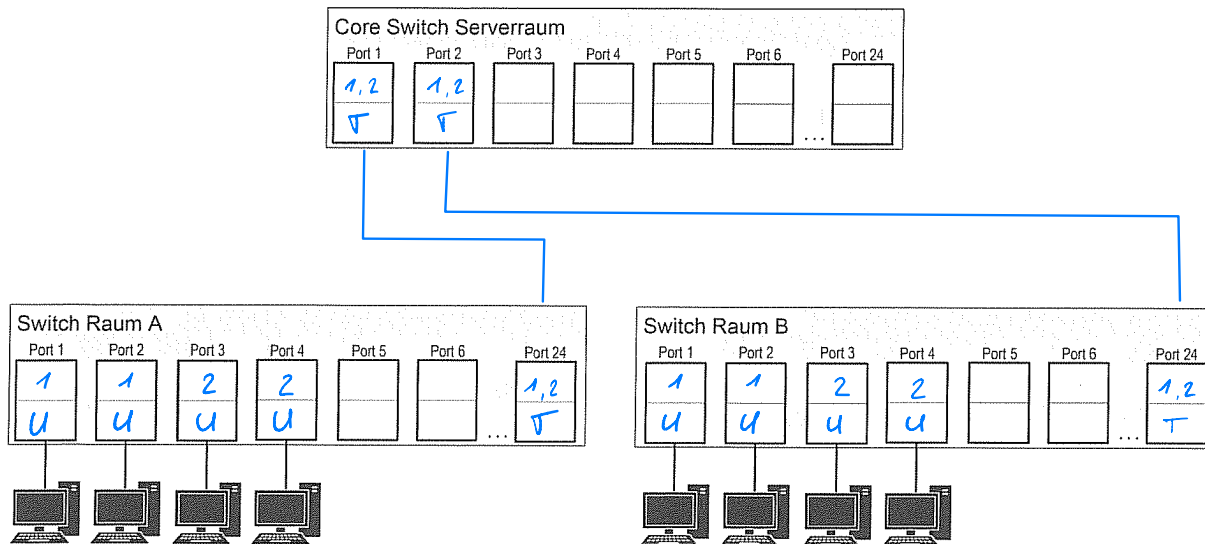 Core Switch Serverraum
Port 1 Port 2 Port 3 Port 4 Port 5 Port 6 Port 24
1,2 1,2
T T
...
Switch Raum A
Port 1 Port 2 Port 3 Port 4 Port 5 Port 6 Port 24
1 1 2 2 1,2
U U U U ... T
Switch Raum B
Port 1 Port 2 Port 3 Port 4 Port 5 Port 6 Port 24
1 1 2 2 1,2
U U U U ... T